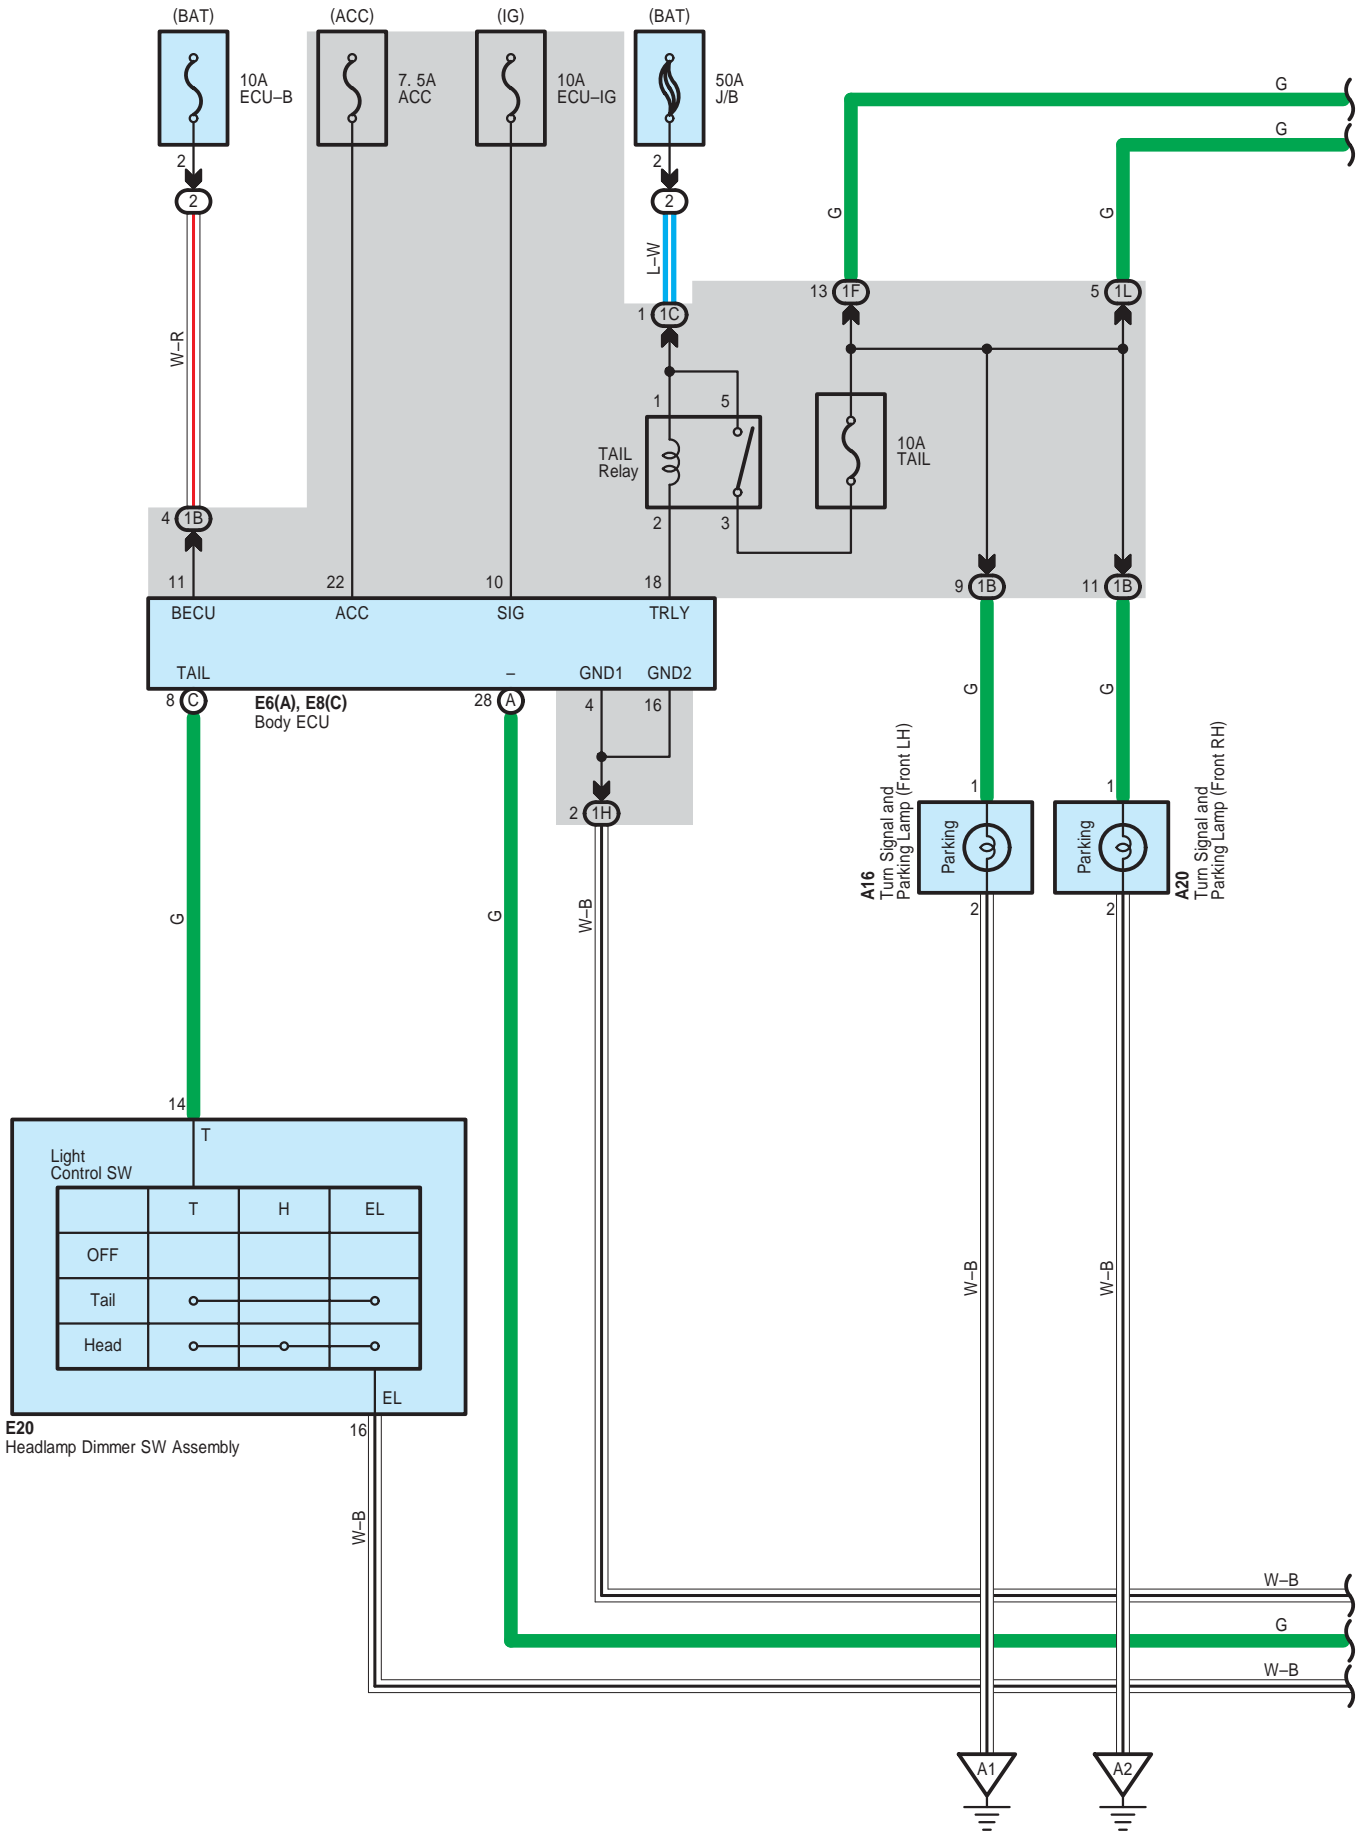 (BAT)
(ACC)
(IG)
(BAT)
10A
ECU–B
7. 5A
ACC
10A
ECU–IG
50A
J/B
G
G
2
2
2
2
W–R
L–W
G
G
1
1C
13
1F
5
1L
1
5
TAIL
Relay
10A
TAIL
4
1B
2
3
11
22
10
18
9
1B
11
1B
BECU
ACC
SIG
TRLY
TAIL
–
GND1
GND2
8
C
E6(A), E8(C)
Body ECU
28
A
4
16
G
G
2
1H
1
1
Parking
Parking
A16
Turn Signal and
Parking Lamp (Front LH)
A20
Turn Signal and
Parking Lamp (Front RH)
2
2
G
G
W–B
14
T
Light
Control SW
T
H
EL
OFF
Tail
Head
EL
W–B
W–B
E20
Headlamp Dimmer SW Assembly
16
W–B
W–B
G
W–B
A1
A2